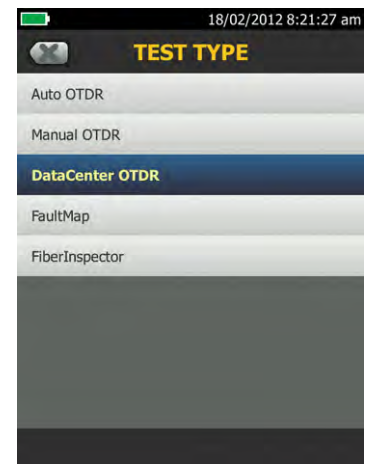 18/02/2012 8:21:27 am
TEST TYPE
Auto OTDR
Manual OTDR
DataCenter OTDR
FaultMap
FiberInspector